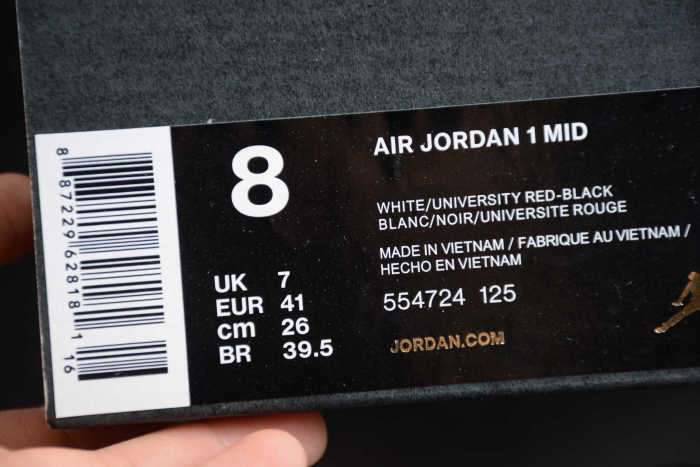 8 87229 62818 1 16
8
UK 7
EUR 41
cm 26
BR 39.5
AIR JORDAN 1 MID
WHITE/UNIVERSITY RED-BLACK
BLANC/NOIR/UNIVERSITE ROUGE
MADE IN VIETNAM / FABRIQUE AU VIETNAM /
HECHO EN VIETNAM
554724 125
JORDAN.COM